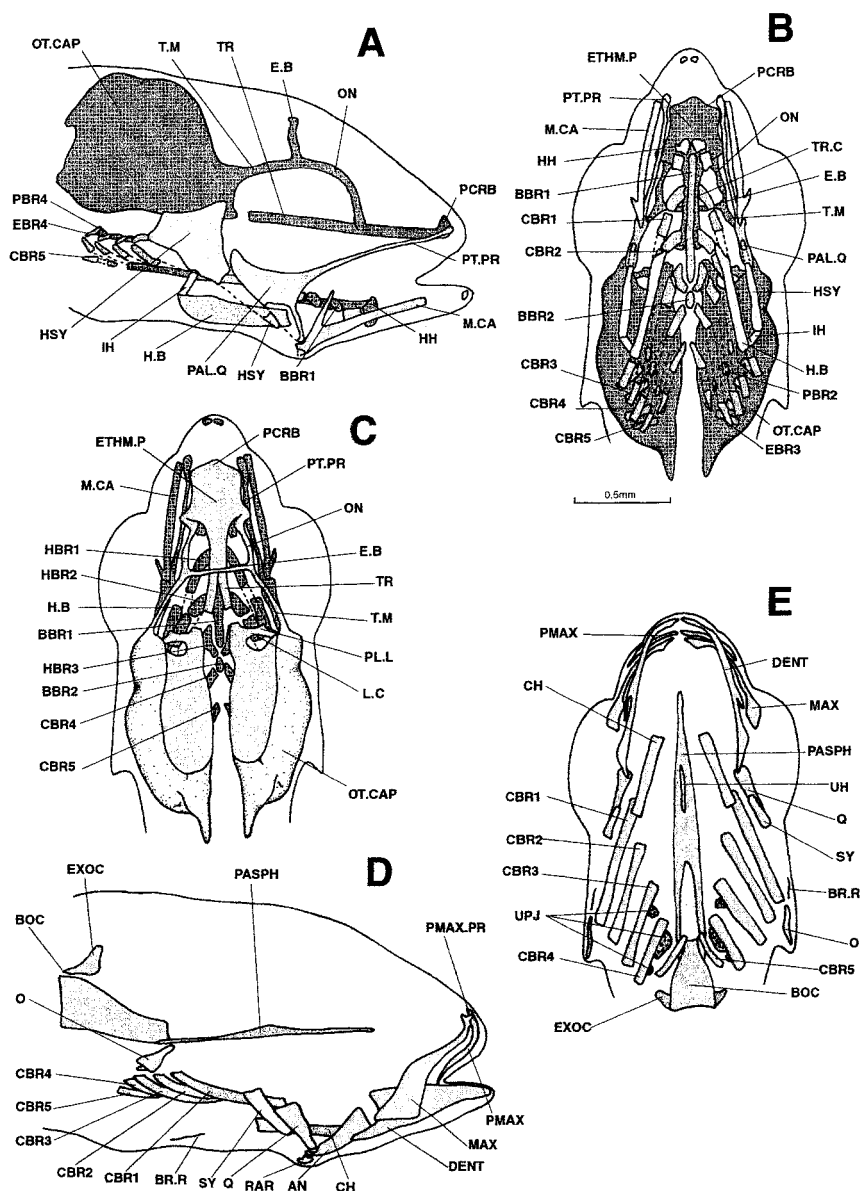 A
OT.CAP
T.M
TR
E.B
ON
PCRB
PT.PR
M.CA
HH
BBR1
HSY
PAL.Q
H.B
IH
HSY
CBR5
EBR4
PBR4
B
ETHM.P
PCRB
PT.PR
M.CA
HH
BBR1
CBR1
CBR2
BBR2
CBR3
CBR4
CBR5
ON
TR.C
E.B
T.M
PAL.Q
HSY
IH
H.B
PBR2
OT.CAP
EBR3
0,5mm
C
ETHM.P
PCRB
M.CA
PT.PR
ON
HBR1
E.B
HBR2
TR
H.B
T.M
BBR1
PL.L
HBR3
L.C
BBR2
CBR4
CBR5
OT.CAP
D
EXOC
PASPH
BOC
PMAX.PR
O
CBR4
CBR5
CBR3
CBR2
CBR1
BR.R
SY
Q
RAR
AN
CH
DENT
MAX
PMAX
E
PMAX
DENT
CH
MAX
PASPH
CBR1
UH
Q
CBR2
SY
CBR3
BR.R
UPJ
O
CBR4
CBR5
BOC
EXOC